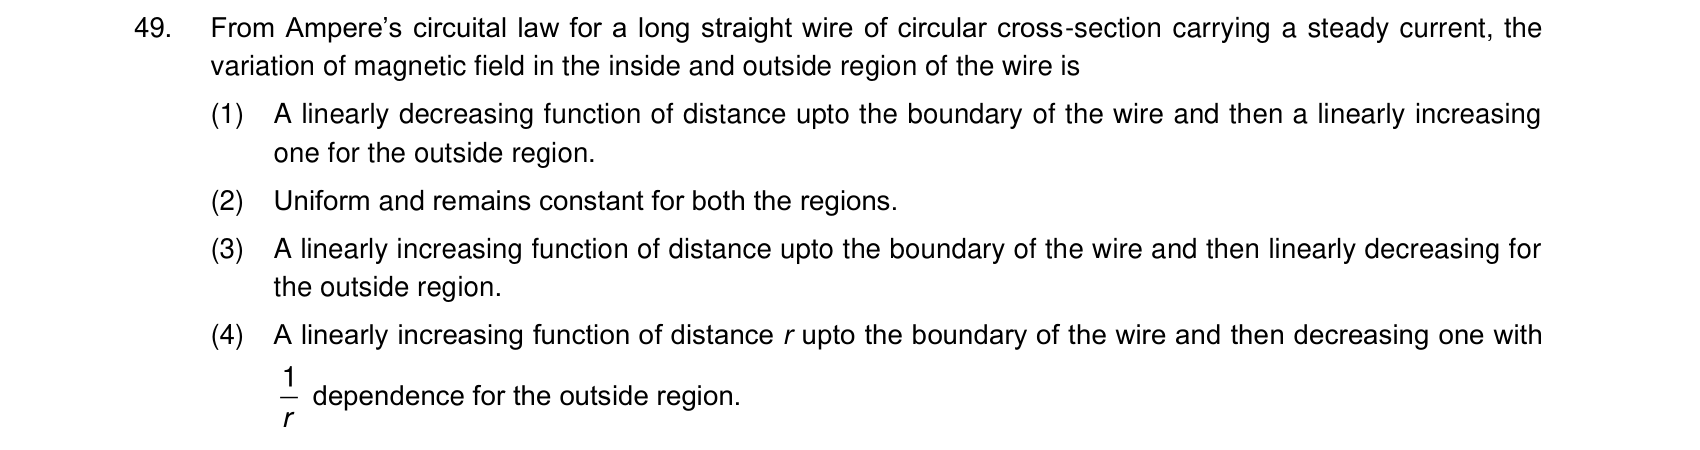 49. From Ampere's circuital law for a long straight wire of circular cross-section carrying a steady current, the
variation of magnetic field in the inside and outside region of the wire is
(1) A linearly decreasing function of distance upto the boundary of the wire and then a linearly increasing
one for the outside region.
(2) Uniform and remains constant for both the regions.
(3) A linearly increasing function of distance upto the boundary of the wire and then linearly decreasing for
the outside region.
(4) A linearly increasing function of distance r upto the boundary of the wire and then decreasing one with
1/r dependence for the outside region.